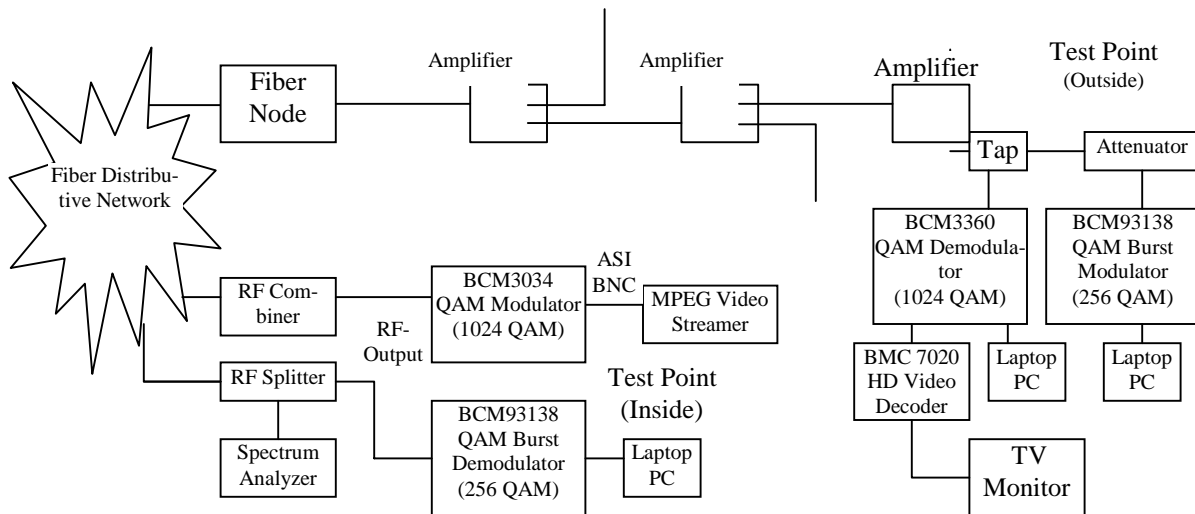 Fiber
Node
Amplifier
Amplifier
Amplifier
Test Point
(Outside)
Tap
Attenuator
Fiber Distribu-
tive Network
BCM3360
QAM Demodula-
tor
(1024 QAM)
BCM93138
QAM Burst
Modulator
(256 QAM)
RF Com-
biner
RF-
Output
BCM3034
QAM Modulator
(1024 QAM)
ASI
BNC
MPEG Video
Streamer
BMC 7020
HD Video
Decoder
Laptop
PC
Laptop
PC
RF Splitter
Test Point
(Inside)
Spectrum
Analyzer
BCM93138
QAM Burst
Demodulator
(256 QAM)
Laptop
PC
TV
Monitor